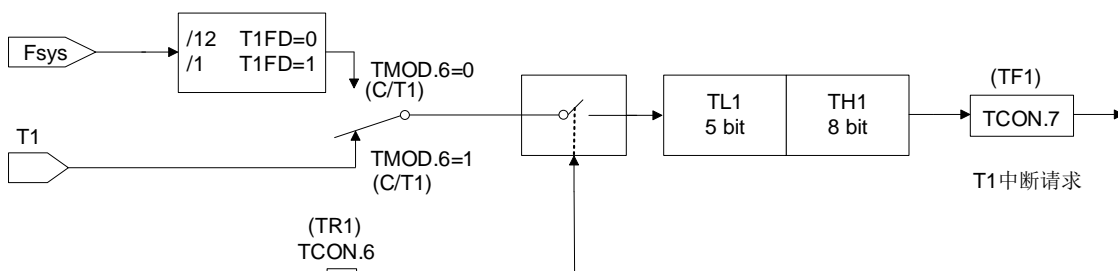 Fsys
/12 T1FD=0
/1 T1FD=1
TMOD.6=0
(C/T1)
T1
TMOD.6=1
(C/T1)
(TR1)
TCON.6
TL1
5 bit
TH1
8 bit
(TF1)
TCON.7
T1中断请求